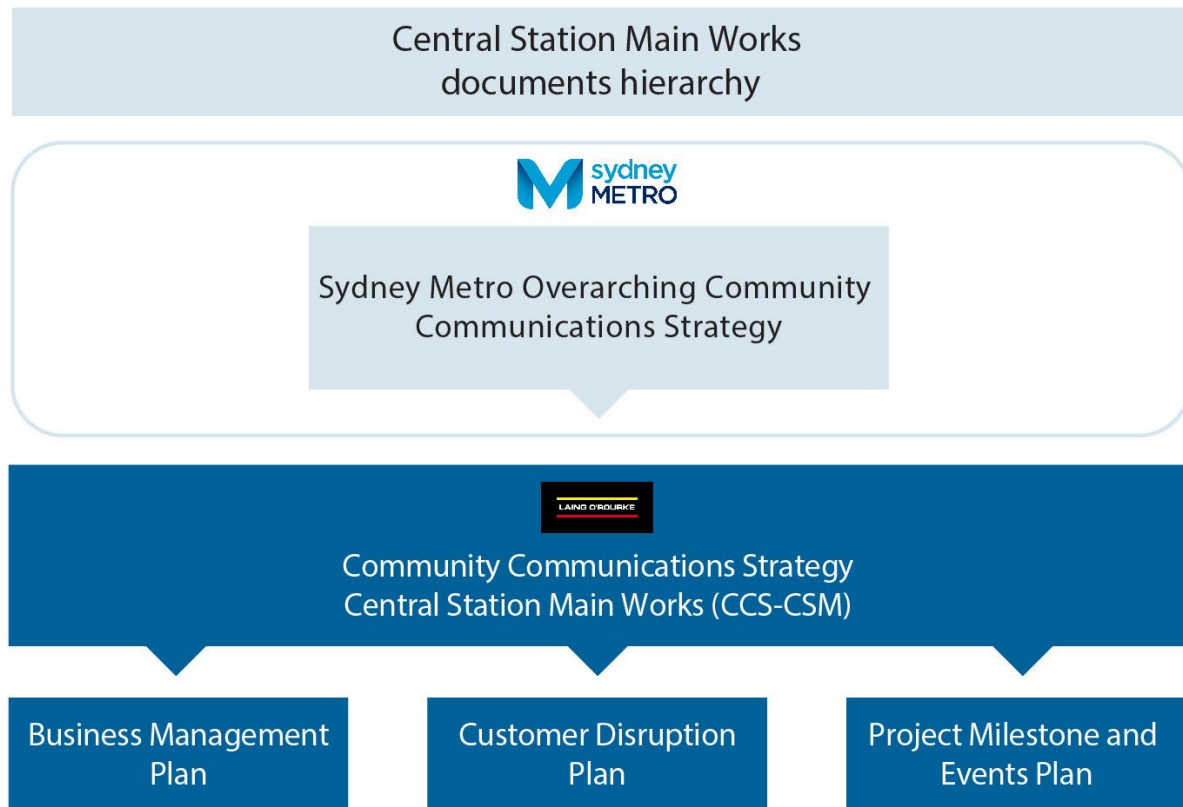 Central Station Main Works
documents hierarchy
sydney
METRO
Sydney Metro Overarching Community
Communications Strategy
LAING O'ROURKE
Community Communications Strategy
Central Station Main Works (CCS-CSM)
Business Management
Plan
Customer Disruption
Plan
Project Milestone and
Events Plan